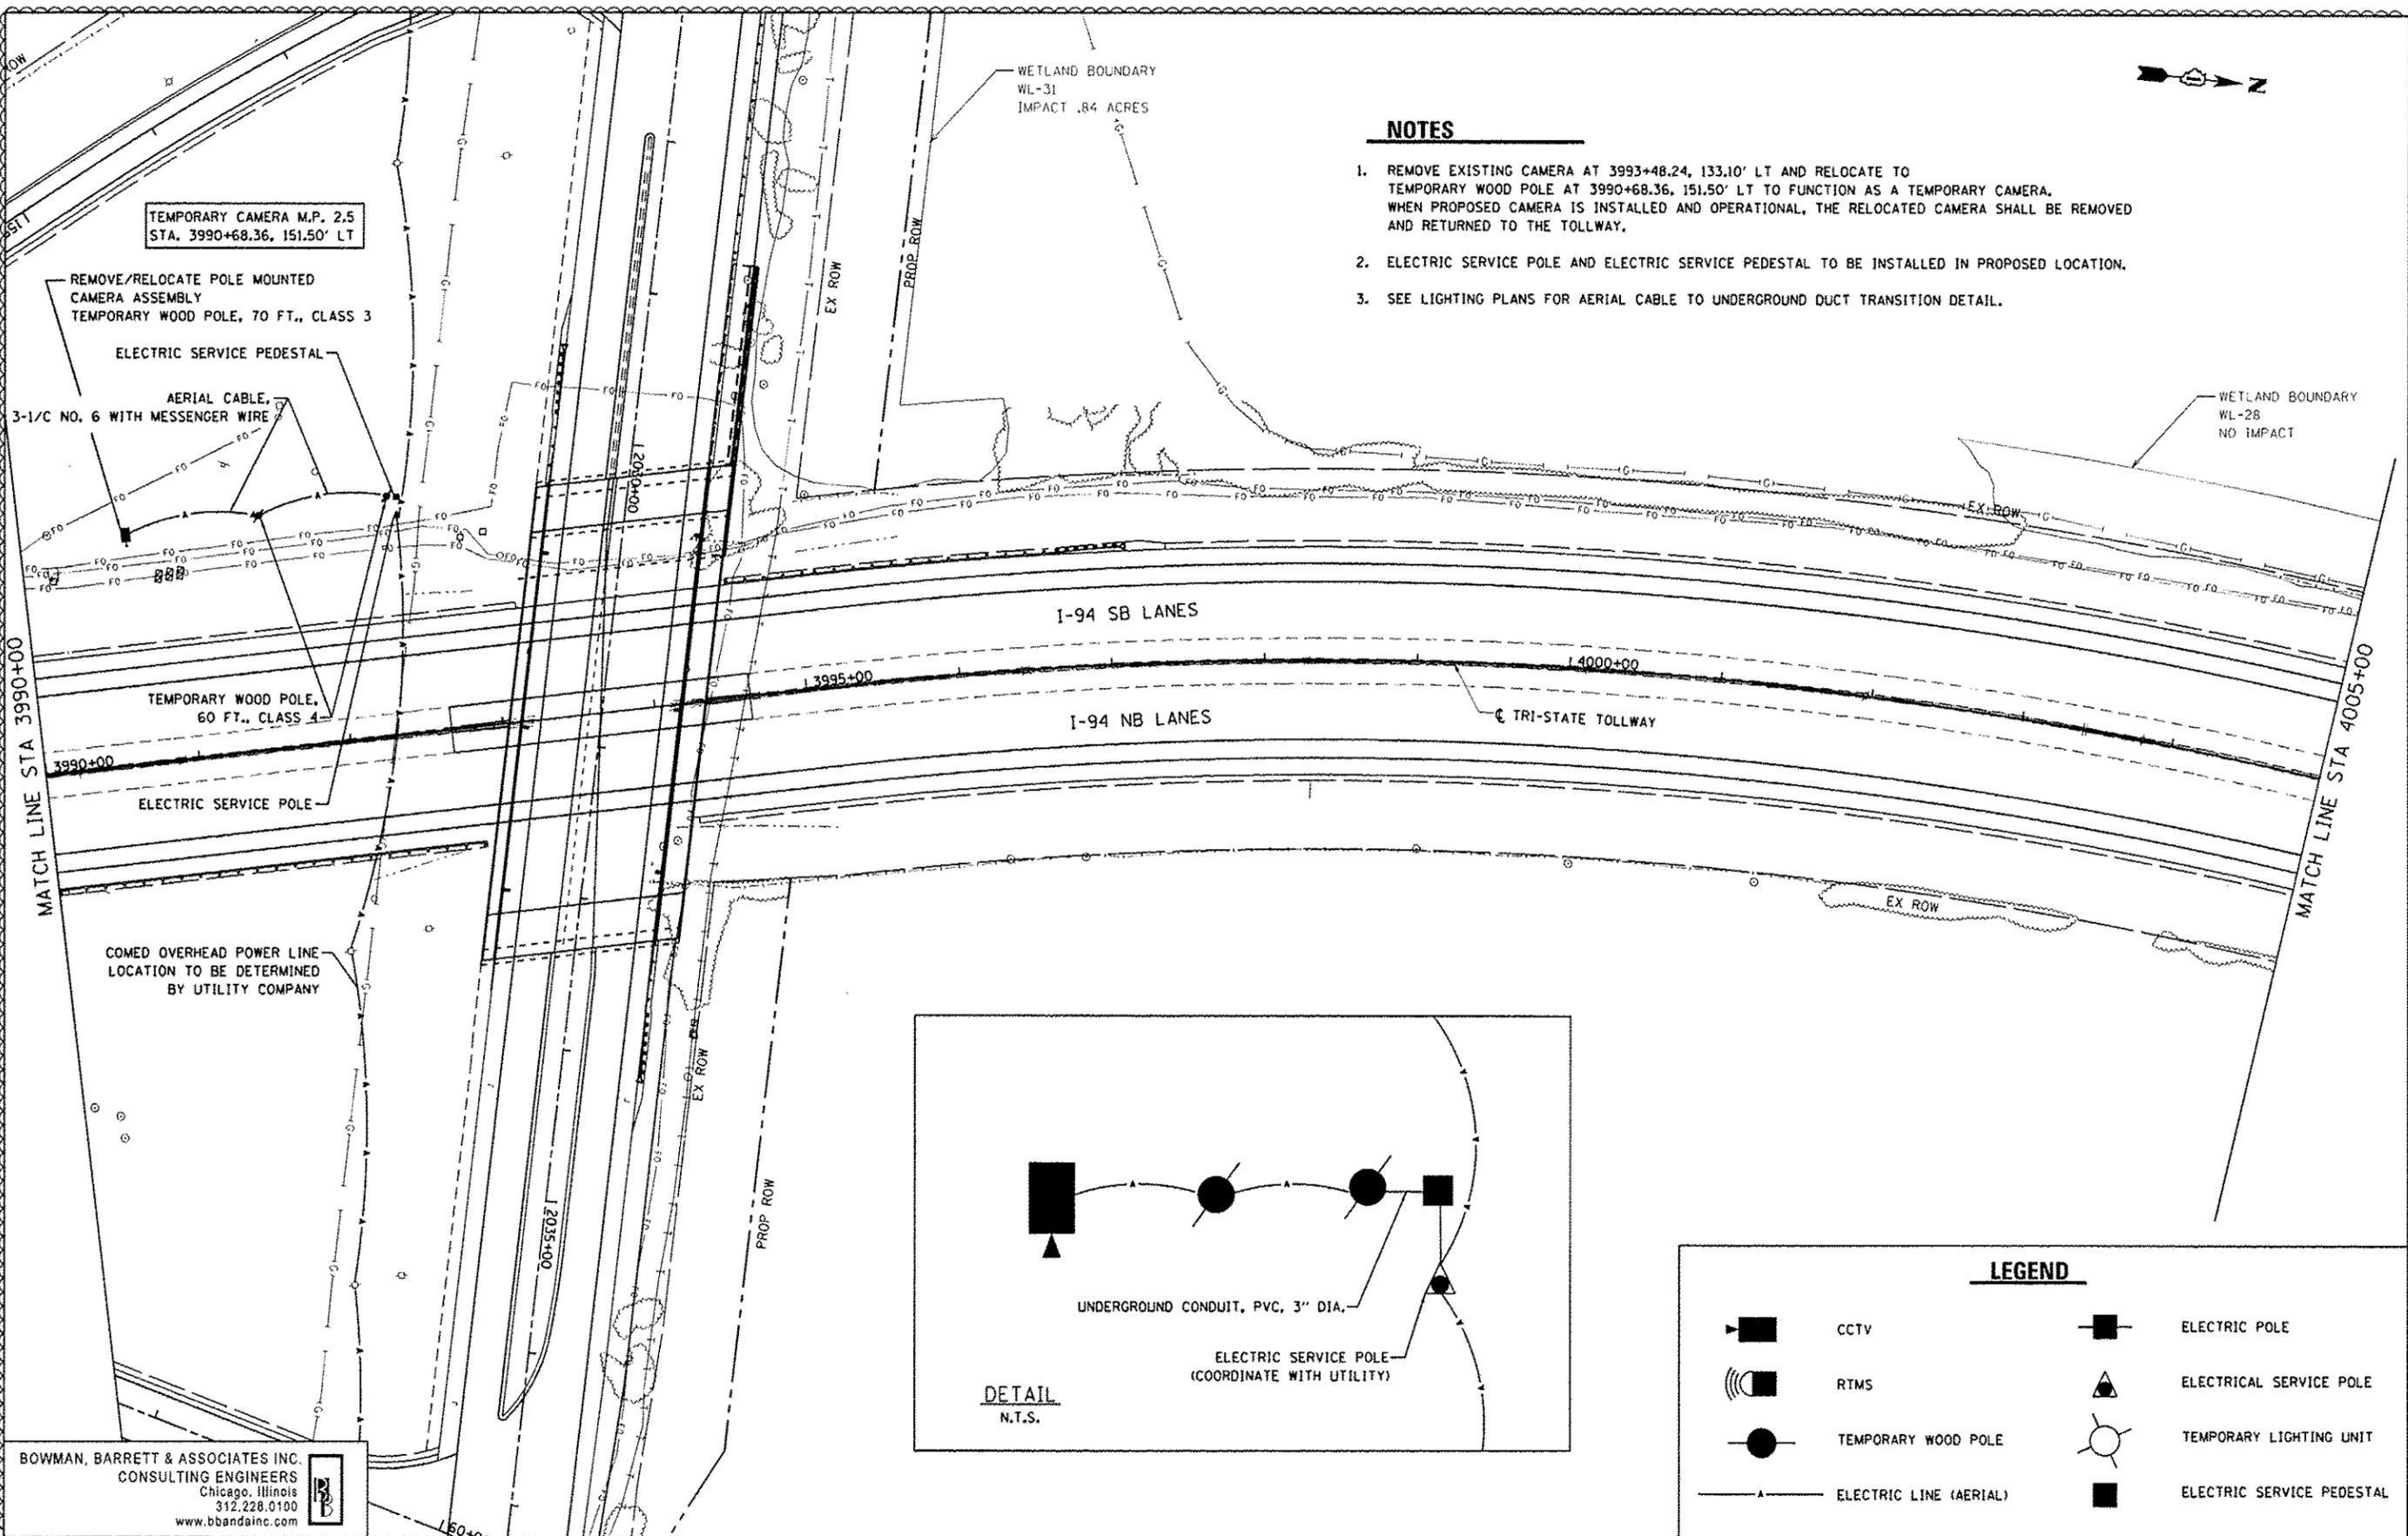 WETLAND BOUNDARY
WL-31
IMPACT .84 ACRES
N
NOTES
1. REMOVE EXISTING CAMERA AT 3993+48.24, 133.10' LT AND RELOCATE TO
TEMPORARY WOOD POLE AT 3990+68.36, 151.50' LT TO FUNCTION AS A TEMPORARY CAMERA.
WHEN PROPOSED CAMERA IS INSTALLED AND OPERATIONAL, THE RELOCATED CAMERA SHALL BE REMOVED
AND RETURNED TO THE TOLLWAY.
2. ELECTRIC SERVICE POLE AND ELECTRIC SERVICE PEDESTAL TO BE INSTALLED IN PROPOSED LOCATION.
3. SEE LIGHTING PLANS FOR AERIAL CABLE TO UNDERGROUND DUCT TRANSITION DETAIL.
ROW
TEMPORARY CAMERA M.P. 2.5
STA. 3990+68.36, 151.50' LT
REMOVE/RELOCATE POLE MOUNTED
CAMERA ASSEMBLY
TEMPORARY WOOD POLE, 70 FT., CLASS 3
ELECTRIC SERVICE PEDESTAL
AERIAL CABLE,
3-1/C NO. 6 WITH MESSENGER WIRE
EX ROW
PROP ROW
2040+00
WETLAND BOUNDARY
WL-28
NO IMPACT
EX ROW
I-94 SB LANES
3995+00
4000+00
I-94 NB LANES
℄ TRI-STATE TOLLWAY
MATCH LINE STA 3990+00
MATCH LINE STA 4005+00
TEMPORARY WOOD POLE,
60 FT., CLASS 4
3990+00
ELECTRIC SERVICE POLE
EX ROW
COMED OVERHEAD POWER LINE
LOCATION TO BE DETERMINED
BY UTILITY COMPANY
EX ROW
PROP ROW
2035+00
A
A
UNDERGROUND CONDUIT, PVC, 3" DIA.
ELECTRIC SERVICE POLE
(COORDINATE WITH UTILITY)
DETAIL
N.T.S.
LEGEND
CCTV
ELECTRIC POLE
RTMS
ELECTRICAL SERVICE POLE
TEMPORARY WOOD POLE
TEMPORARY LIGHTING UNIT
A ELECTRIC LINE (AERIAL)
ELECTRIC SERVICE PEDESTAL
BOWMAN, BARRETT & ASSOCIATES INC.
CONSULTING ENGINEERS
Chicago, Illinois
312.228.0100
www.bbandainc.com